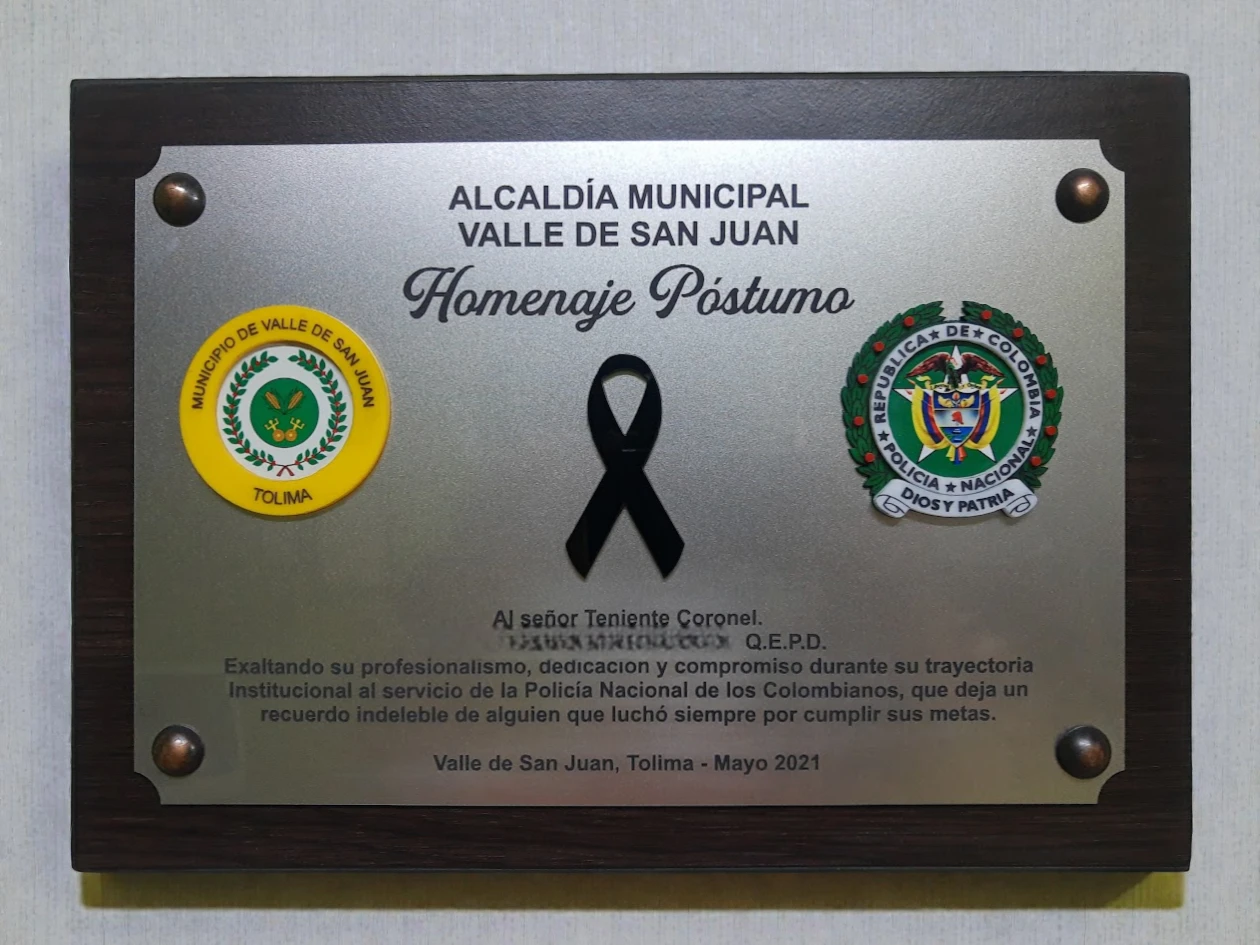 ALCALDÍA MUNICIPAL
VALLE DE SAN JUAN
Homenaje Póstumo
MUNICIPIO DE VALLE DE SAN JUAN
TOLIMA
REPUBLICA ★ DE ★ COLOMBIA
★ POLICIA ★ NACIONAL ★
DIOS Y PATRIA
Al señor Teniente Coronel.
Q.E.P.D.
Exaltando su profesionalismo, dedicación y compromiso durante su trayectoria
Institucional al servicio de la Policía Nacional de los Colombianos, que deja un
recuerdo indeleble de alguien que luchó siempre por cumplir sus metas.
Valle de San Juan, Tolima - Mayo 2021